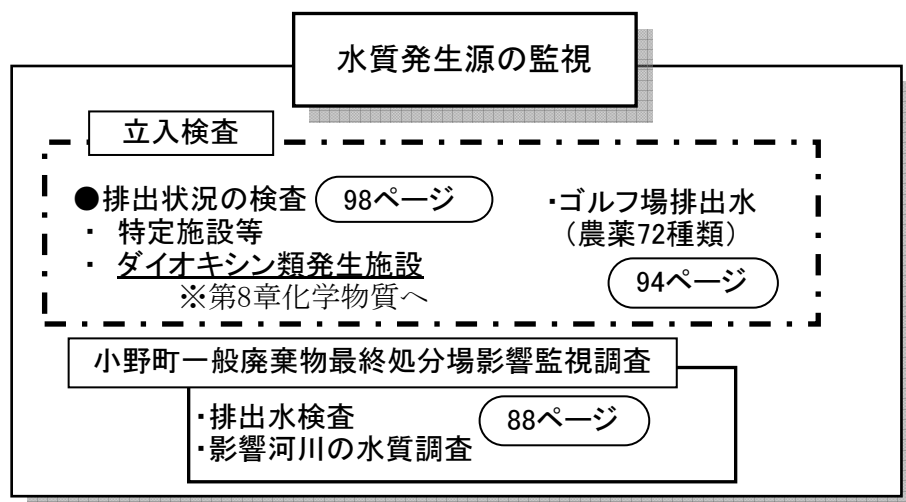 水質発生源の監視
立入検査
●排出状況の検査 98ページ
・ 特定施設等
・ ダイオキシン類発生施設
※第8章化学物質へ
・ゴルフ場排出水
（農薬72種類）
94ページ
小野町一般廃棄物最終処分場影響監視調査
・排出水検査 88ページ
・影響河川の水質調査